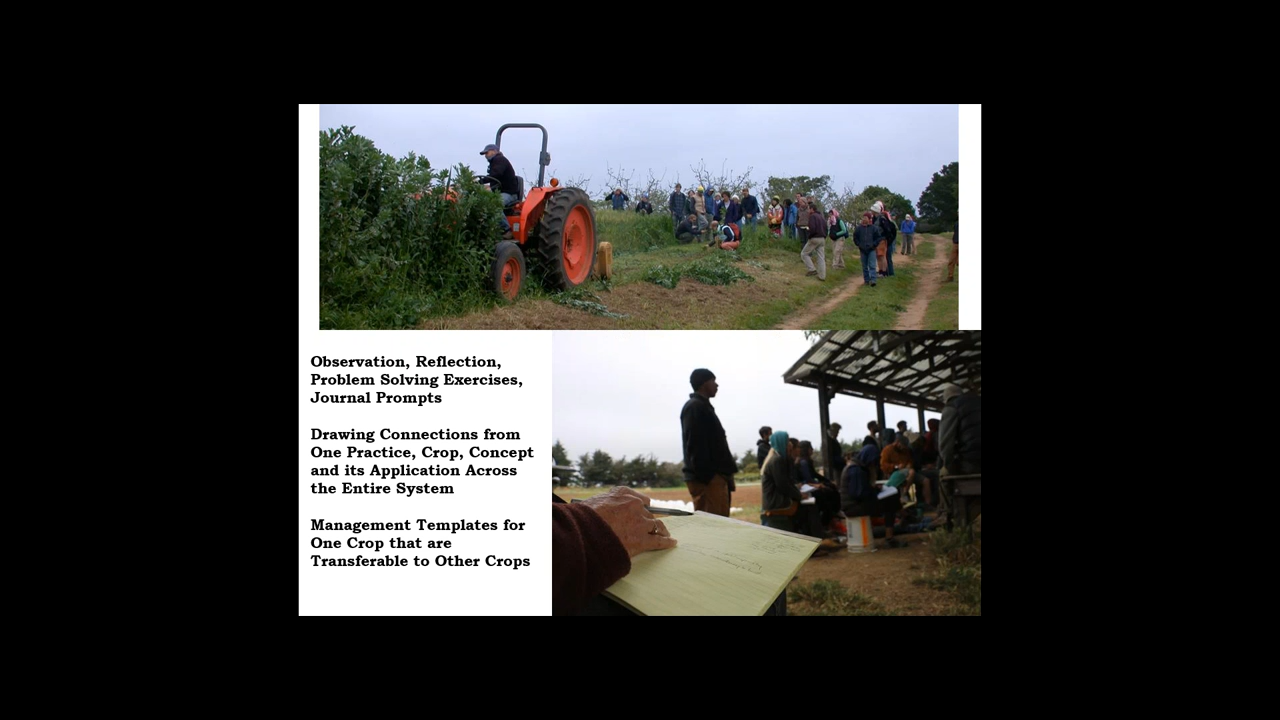 Observation, Reflection,
Problem Solving Exercises,
Journal Prompts
Drawing Connections from
One Practice, Crop, Concept
and its Application Across
the Entire System
Management Templates for
One Crop that are
Transferable to Other Crops